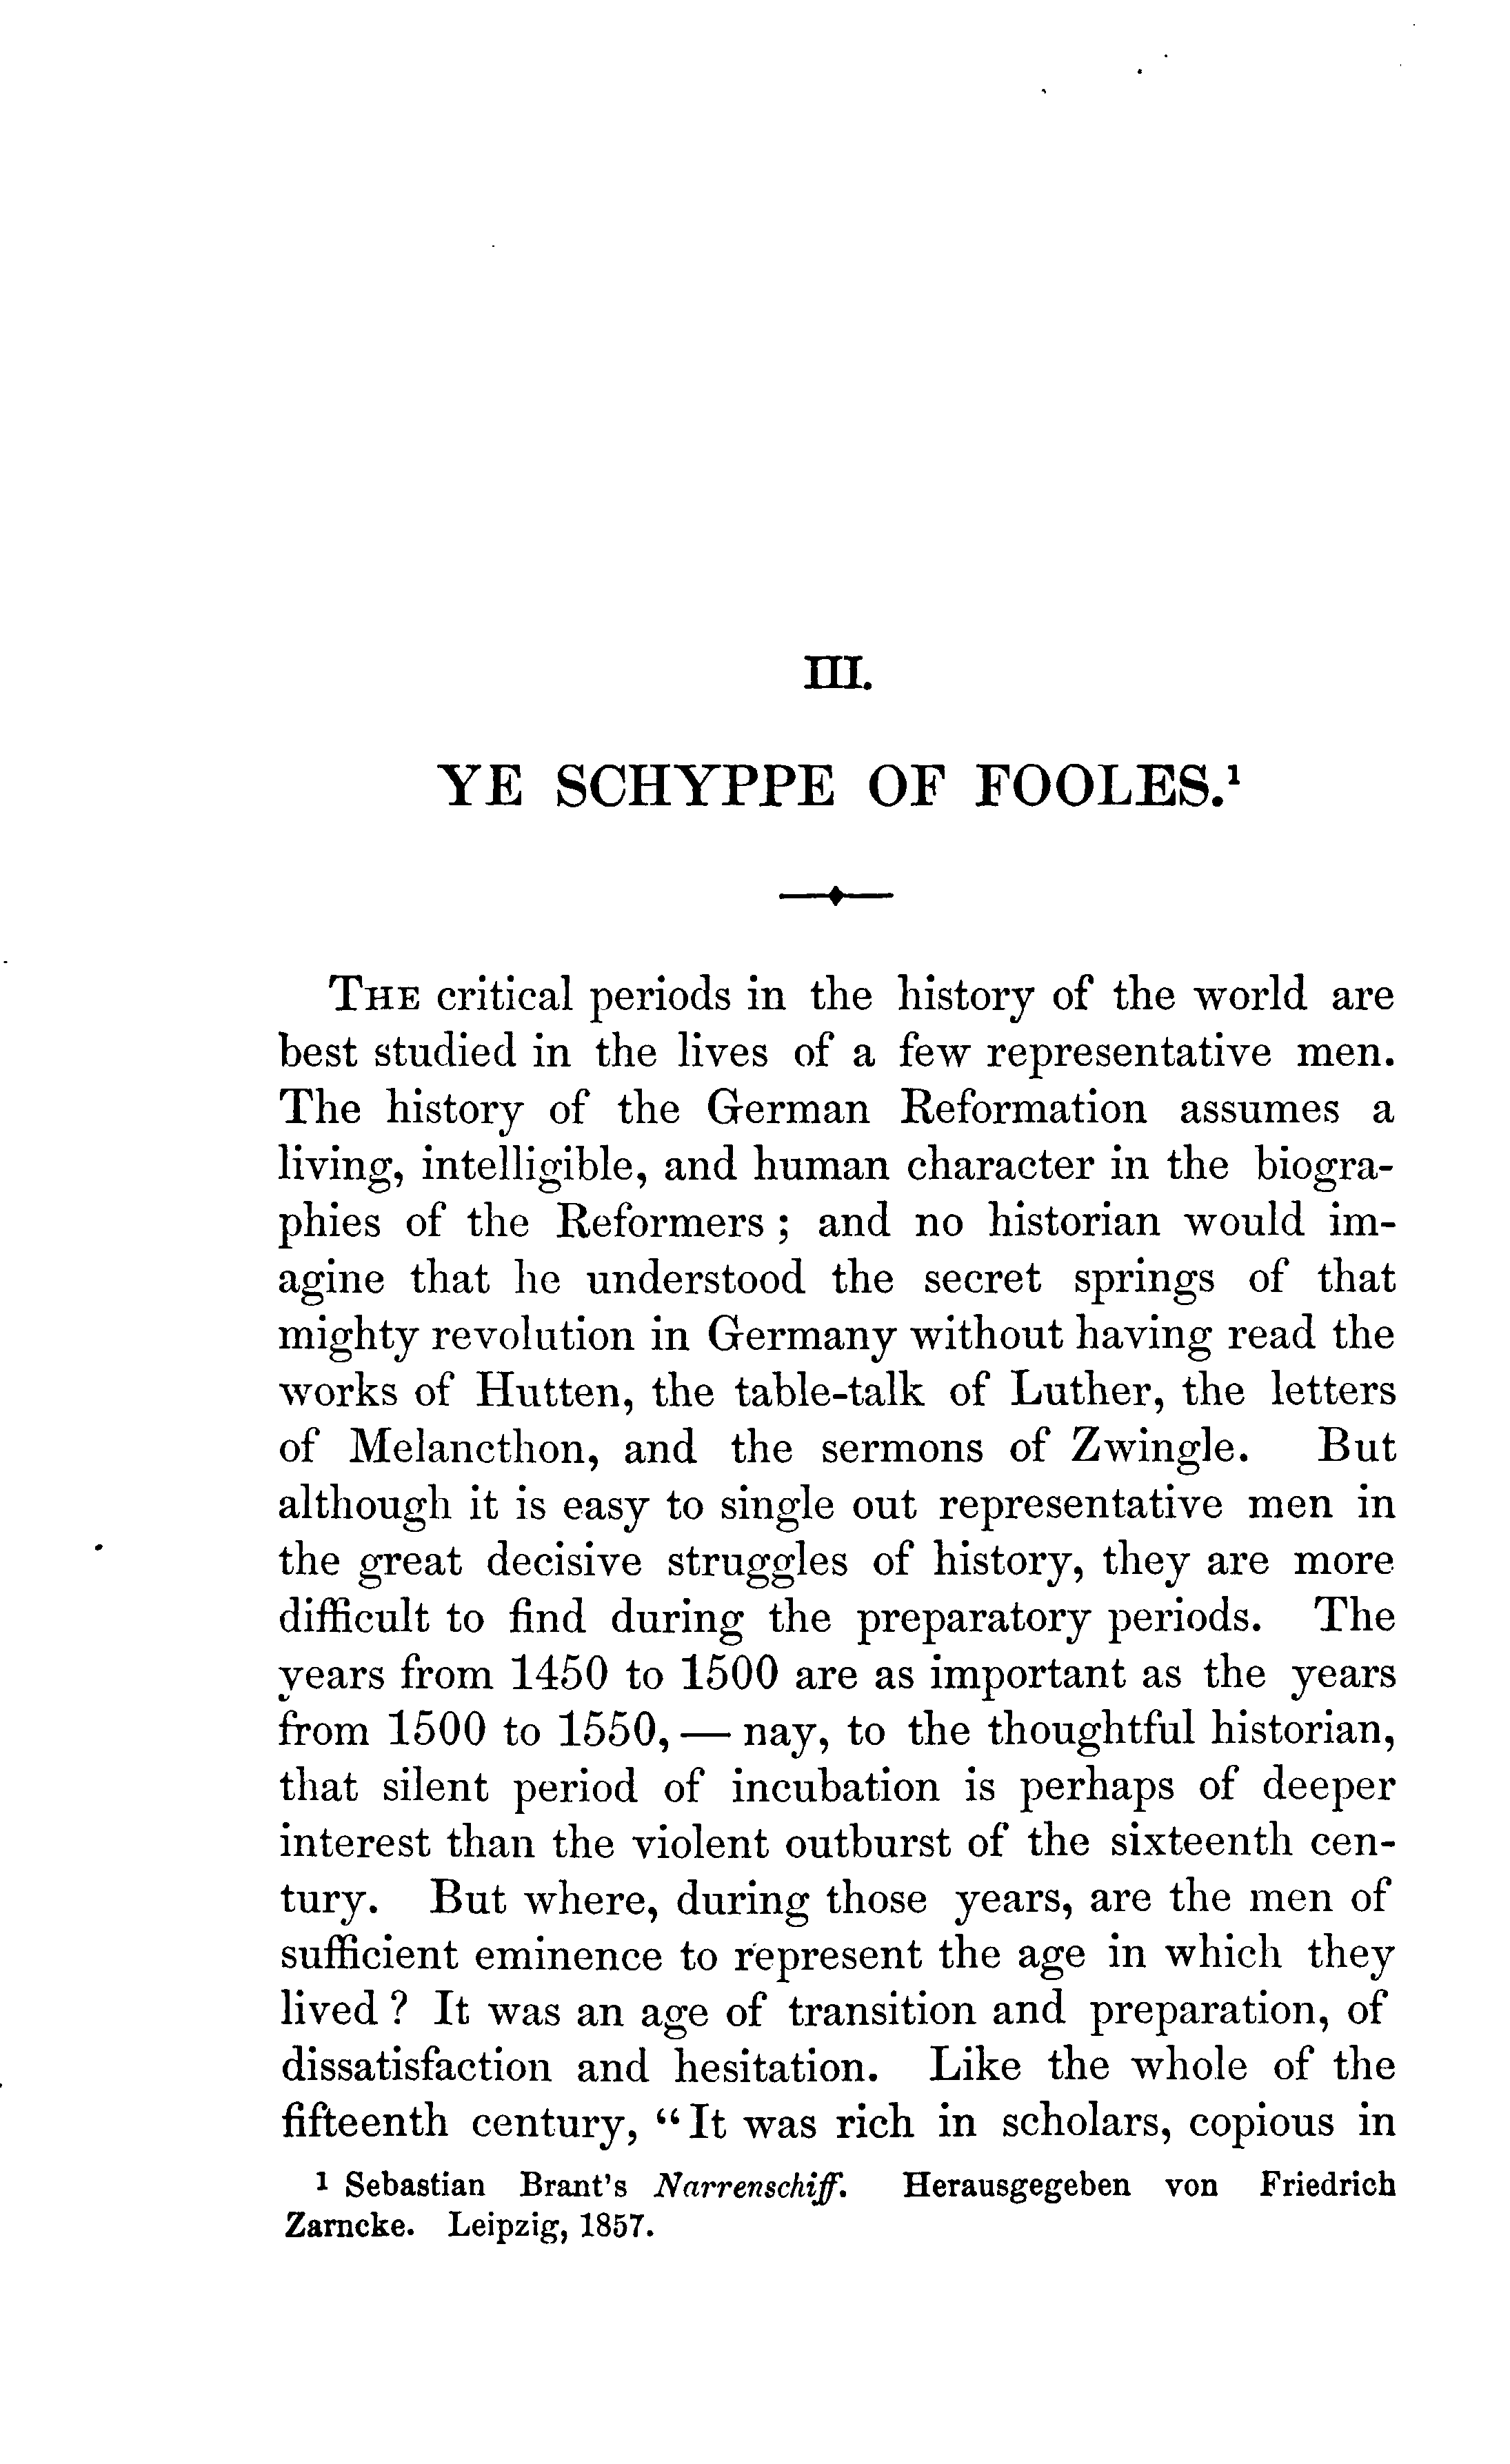 III.
YE SCHYPPE OF FOOLES.¹
THE critical periods in the history of the world are
best studied in the lives of a few representative men.
The history of the German Reformation assumes a
living, intelligible, and human character in the biogra-
phies of the Reformers ; and no historian would im-
agine that he understood the secret springs of that
mighty revolution in Germany without having read the
works of Hutten, the table-talk of Luther, the letters
of Melancthon, and the sermons of Zwingle. But
although it is easy to single out representative men in
the great decisive struggles of history, they are more
difficult to find during the preparatory periods. The
years from 1450 to 1500 are as important as the years
from 1500 to 1550, — nay, to the thoughtful historian,
that silent period of incubation is perhaps of deeper
interest than the violent outburst of the sixteenth cen-
tury. But where, during those years, are the men of
sufficient eminence to represent the age in which they
lived ? It was an age of transition and preparation, of
dissatisfaction and hesitation. Like the whole of the
fifteenth century, “It was rich in scholars, copious in
1 Sebastian Brant's Narrenschiff. Herausgegeben von Friedrich
Zarncke. Leipzig, 1857.